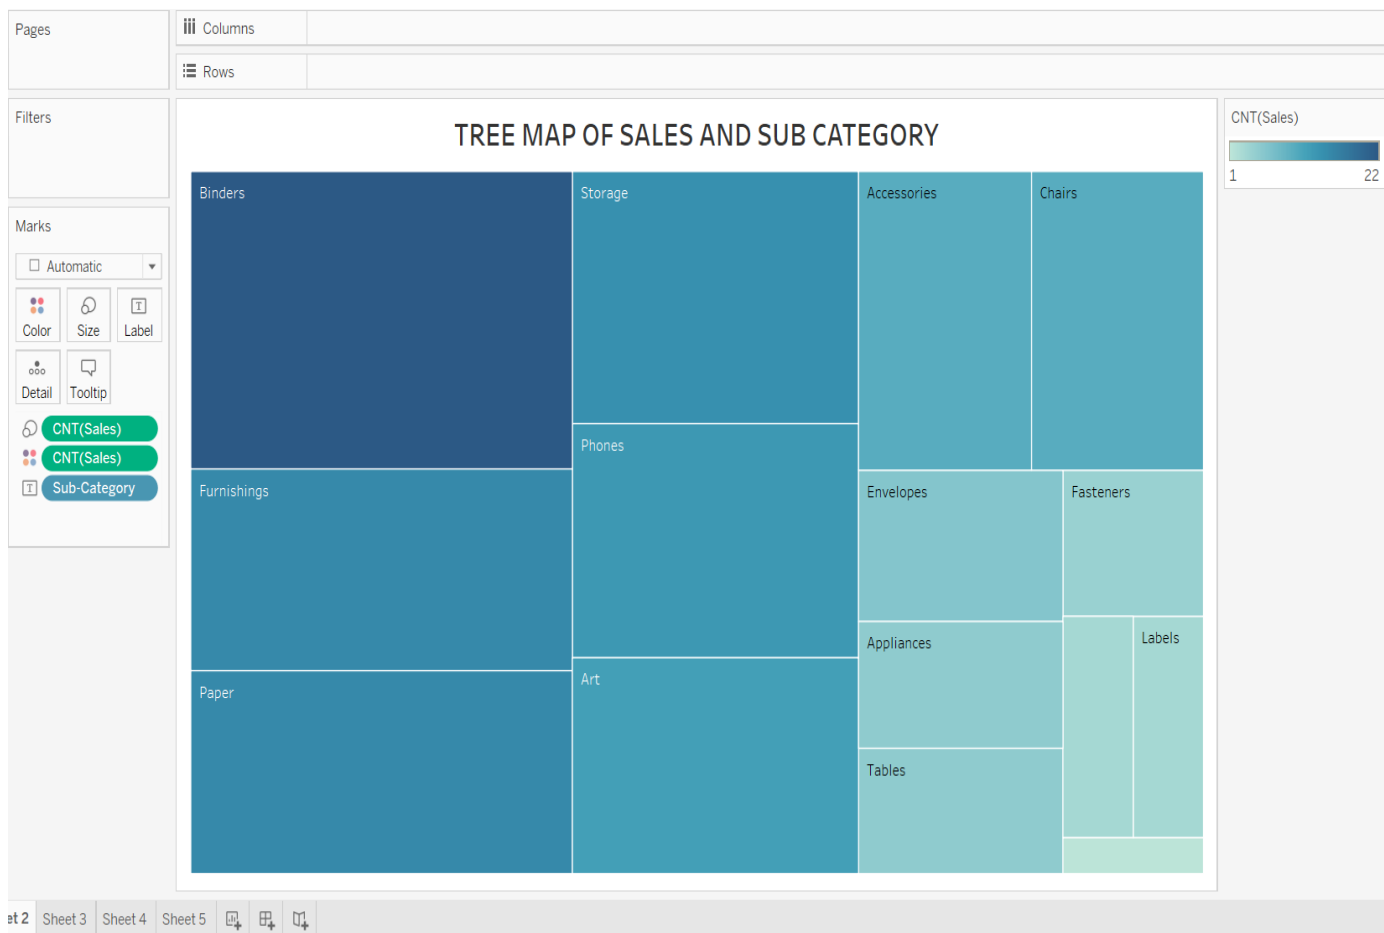 Pages
Columns
Rows
Filters
TREE MAP OF SALES AND SUB CATEGORY
CNT(Sales)
1 22
Marks
Automatic
Color Size Label
Detail Tooltip
CNT(Sales)
CNT(Sales)
Sub-Category
Binders
Storage
Accessories
Chairs
Phones
Furnishings
Envelopes
Fasteners
Appliances
Labels
Paper
Art
Tables
et 2 Sheet 3 Sheet 4 Sheet 5